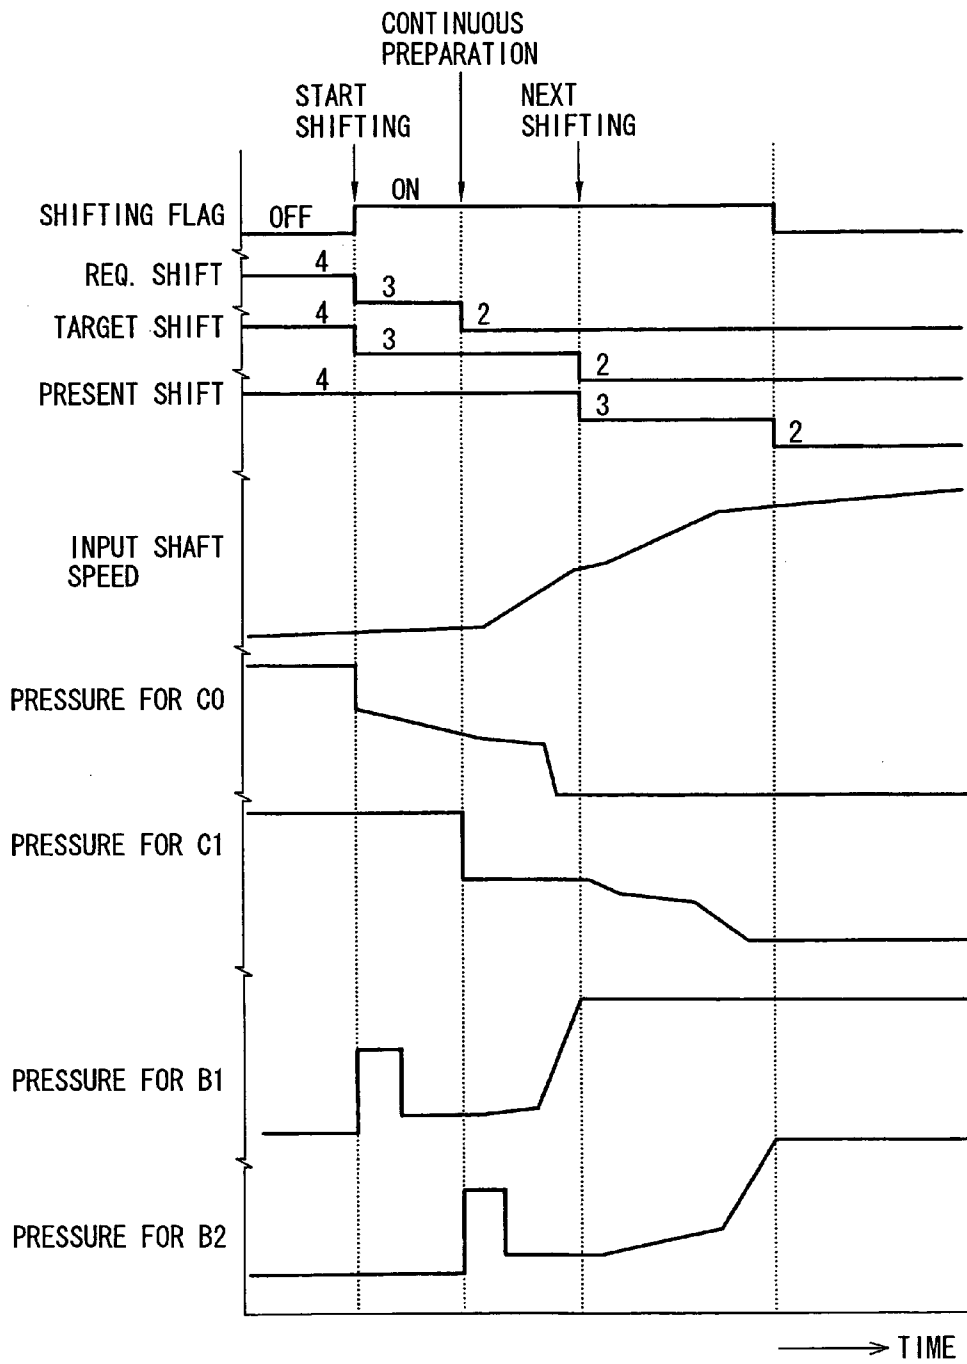 CONTINUOUS
PREPARATION
START
SHIFTING
NEXT
SHIFTING
ON
SHIFTING FLAG
OFF
4
REQ. SHIFT
3
4
2
TARGET SHIFT
3
2
PRESENT SHIFT
4
3
2
INPUT SHAFT
SPEED
PRESSURE FOR C0
PRESSURE FOR C1
PRESSURE FOR B1
PRESSURE FOR B2
TIME